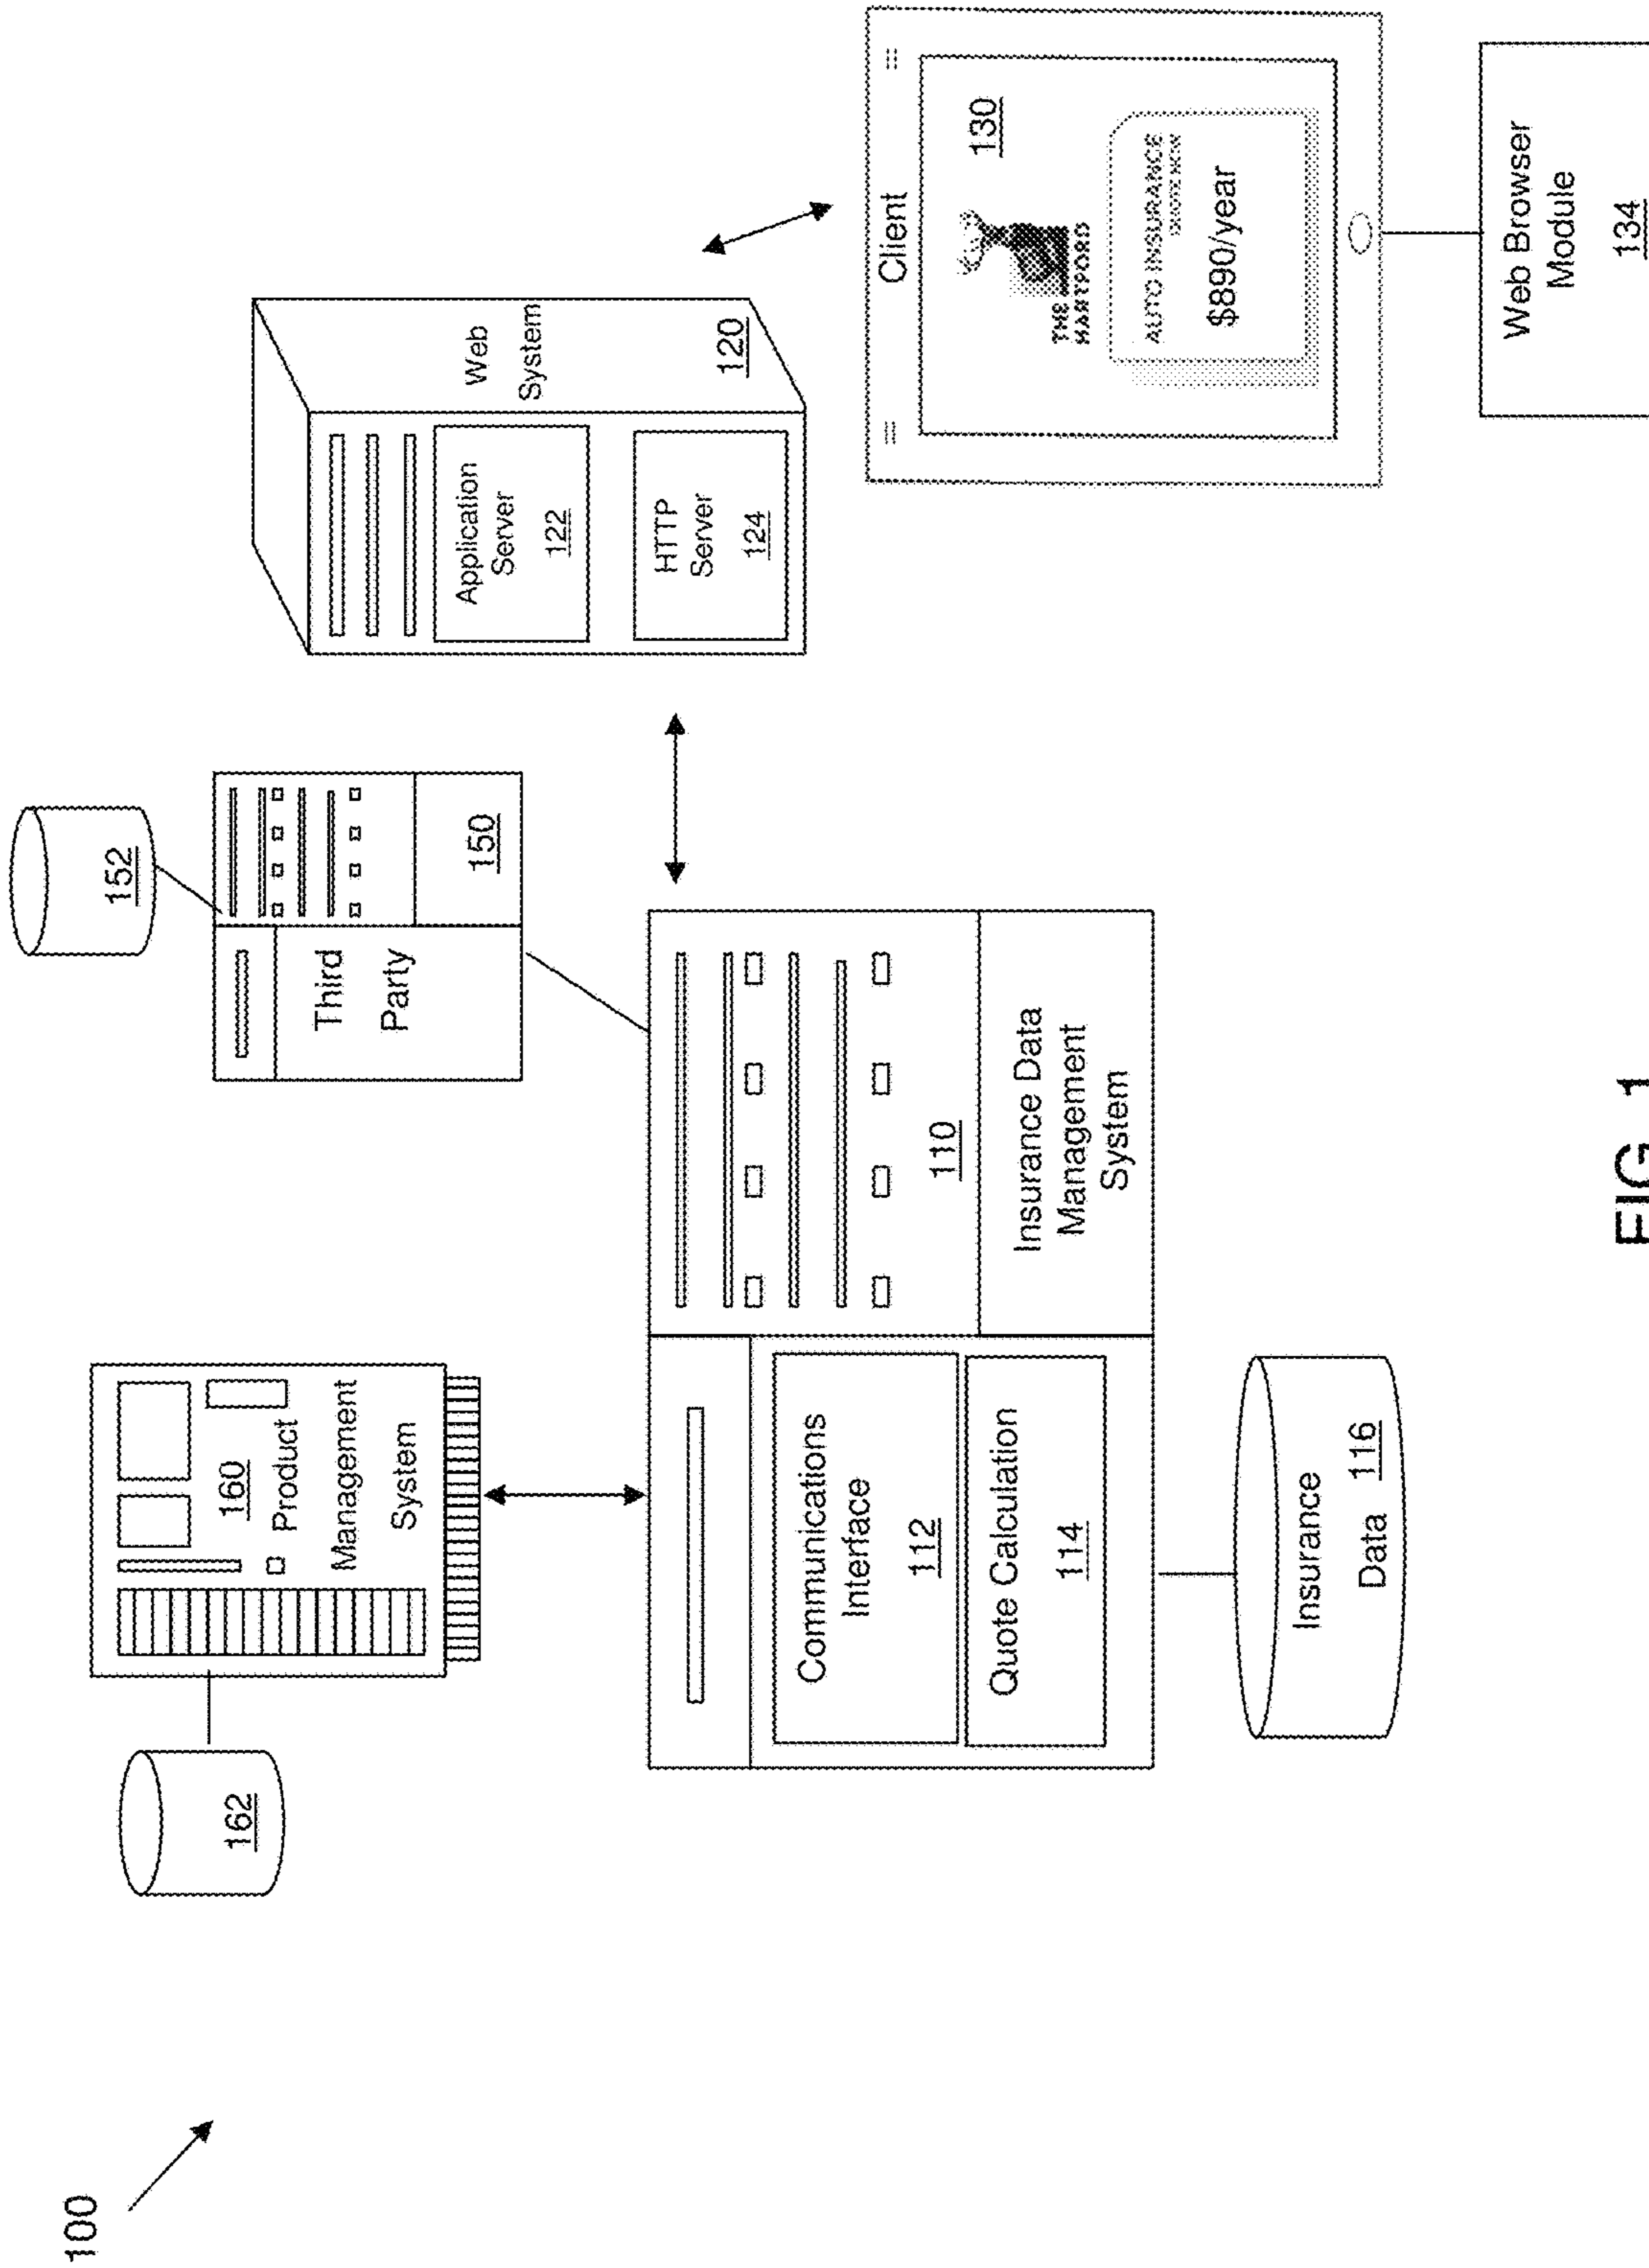 100
162
160
Product
Management
System
152
Third
Party
150
Web
System
120
Application
Server
122
HTTP
Server
124
Communications
Interface
112
Quote Calculation
114
110
Insurance Data
Management
System
Insurance
Data
116
Client
130
THE
HARTFORD
AUTO INSURANCE
QUOTE NOW
$890/year
Web Browser
Module
134
FIG. 1